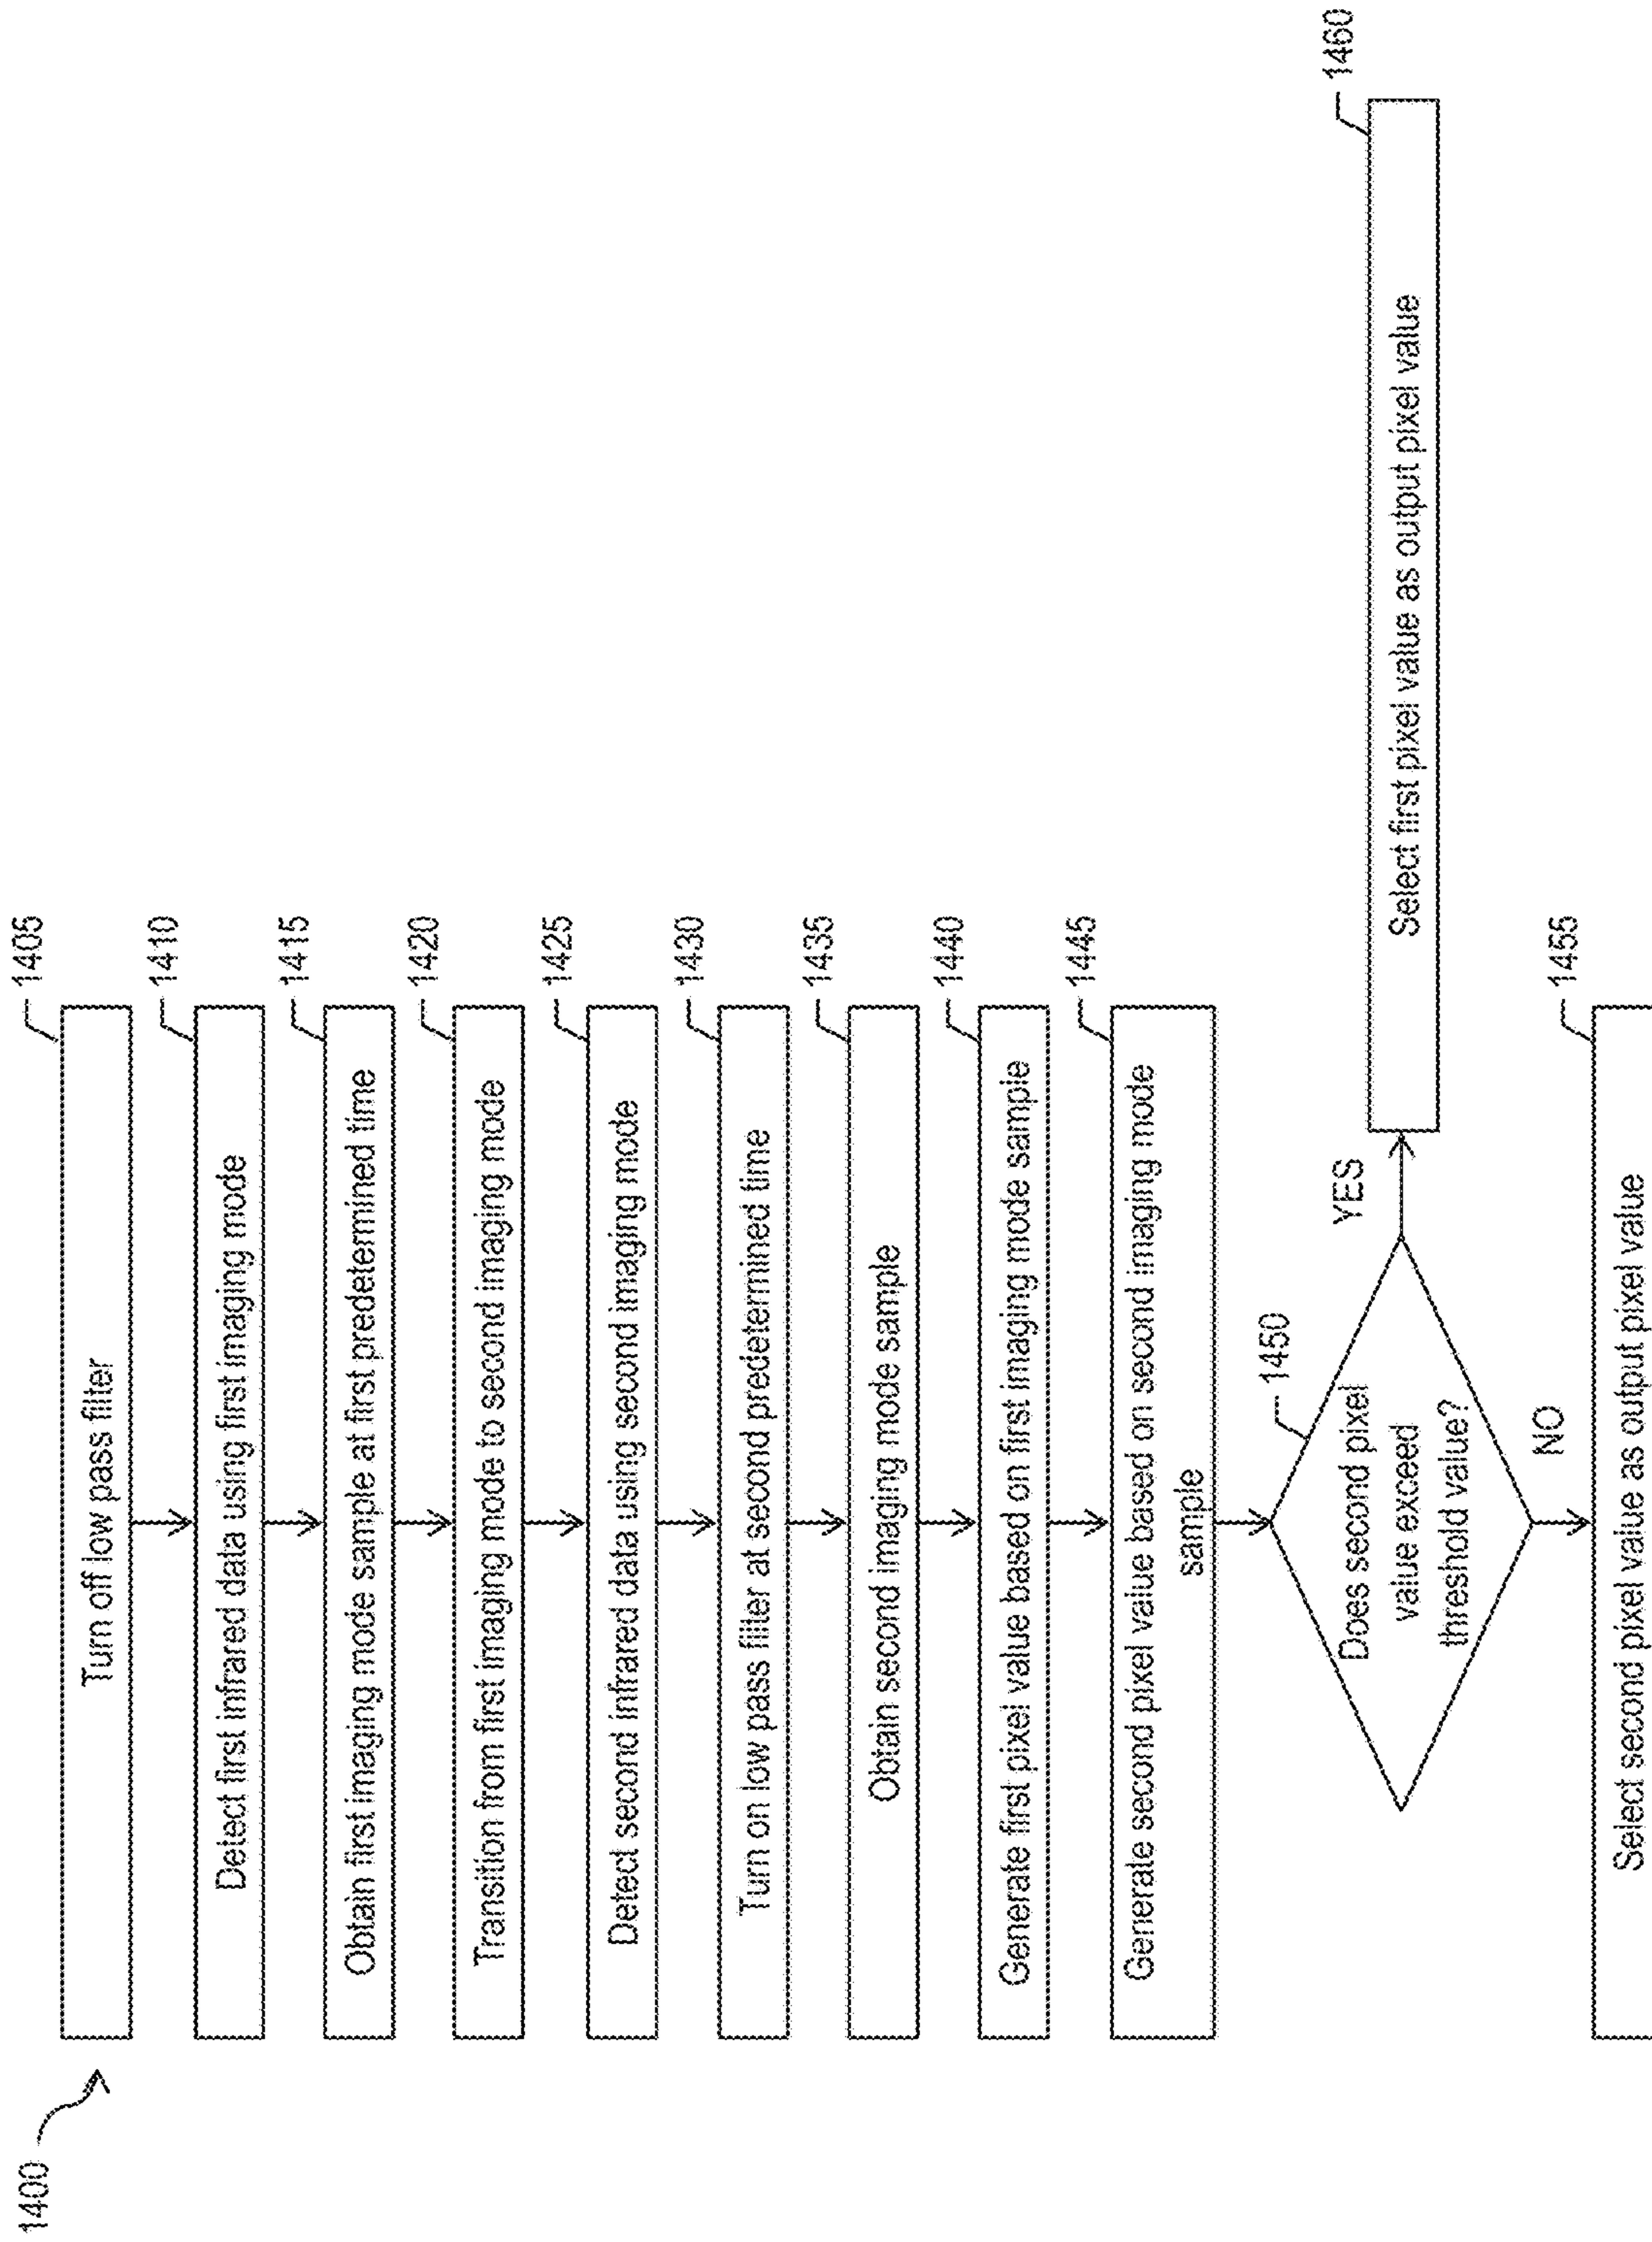 1400
1405
Turn off low pass filter
1410
Detect first infrared data using first imaging mode
1415
Obtain first imaging mode sample at first predetermined time
1420
Transition from first imaging mode to second imaging mode
1425
Detect second infrared data using second imaging mode
1430
Turn on low pass filter at second predetermined time
1435
Obtain second imaging mode sample
1440
Generate first pixel value based on first imaging mode sample
1445
Generate second pixel value based on second imaging mode
sample
1450
Does second pixel
value exceed
threshold value?
YES
1460
Select first pixel value as output pixel value
NO
1455
Select second pixel value as output pixel value